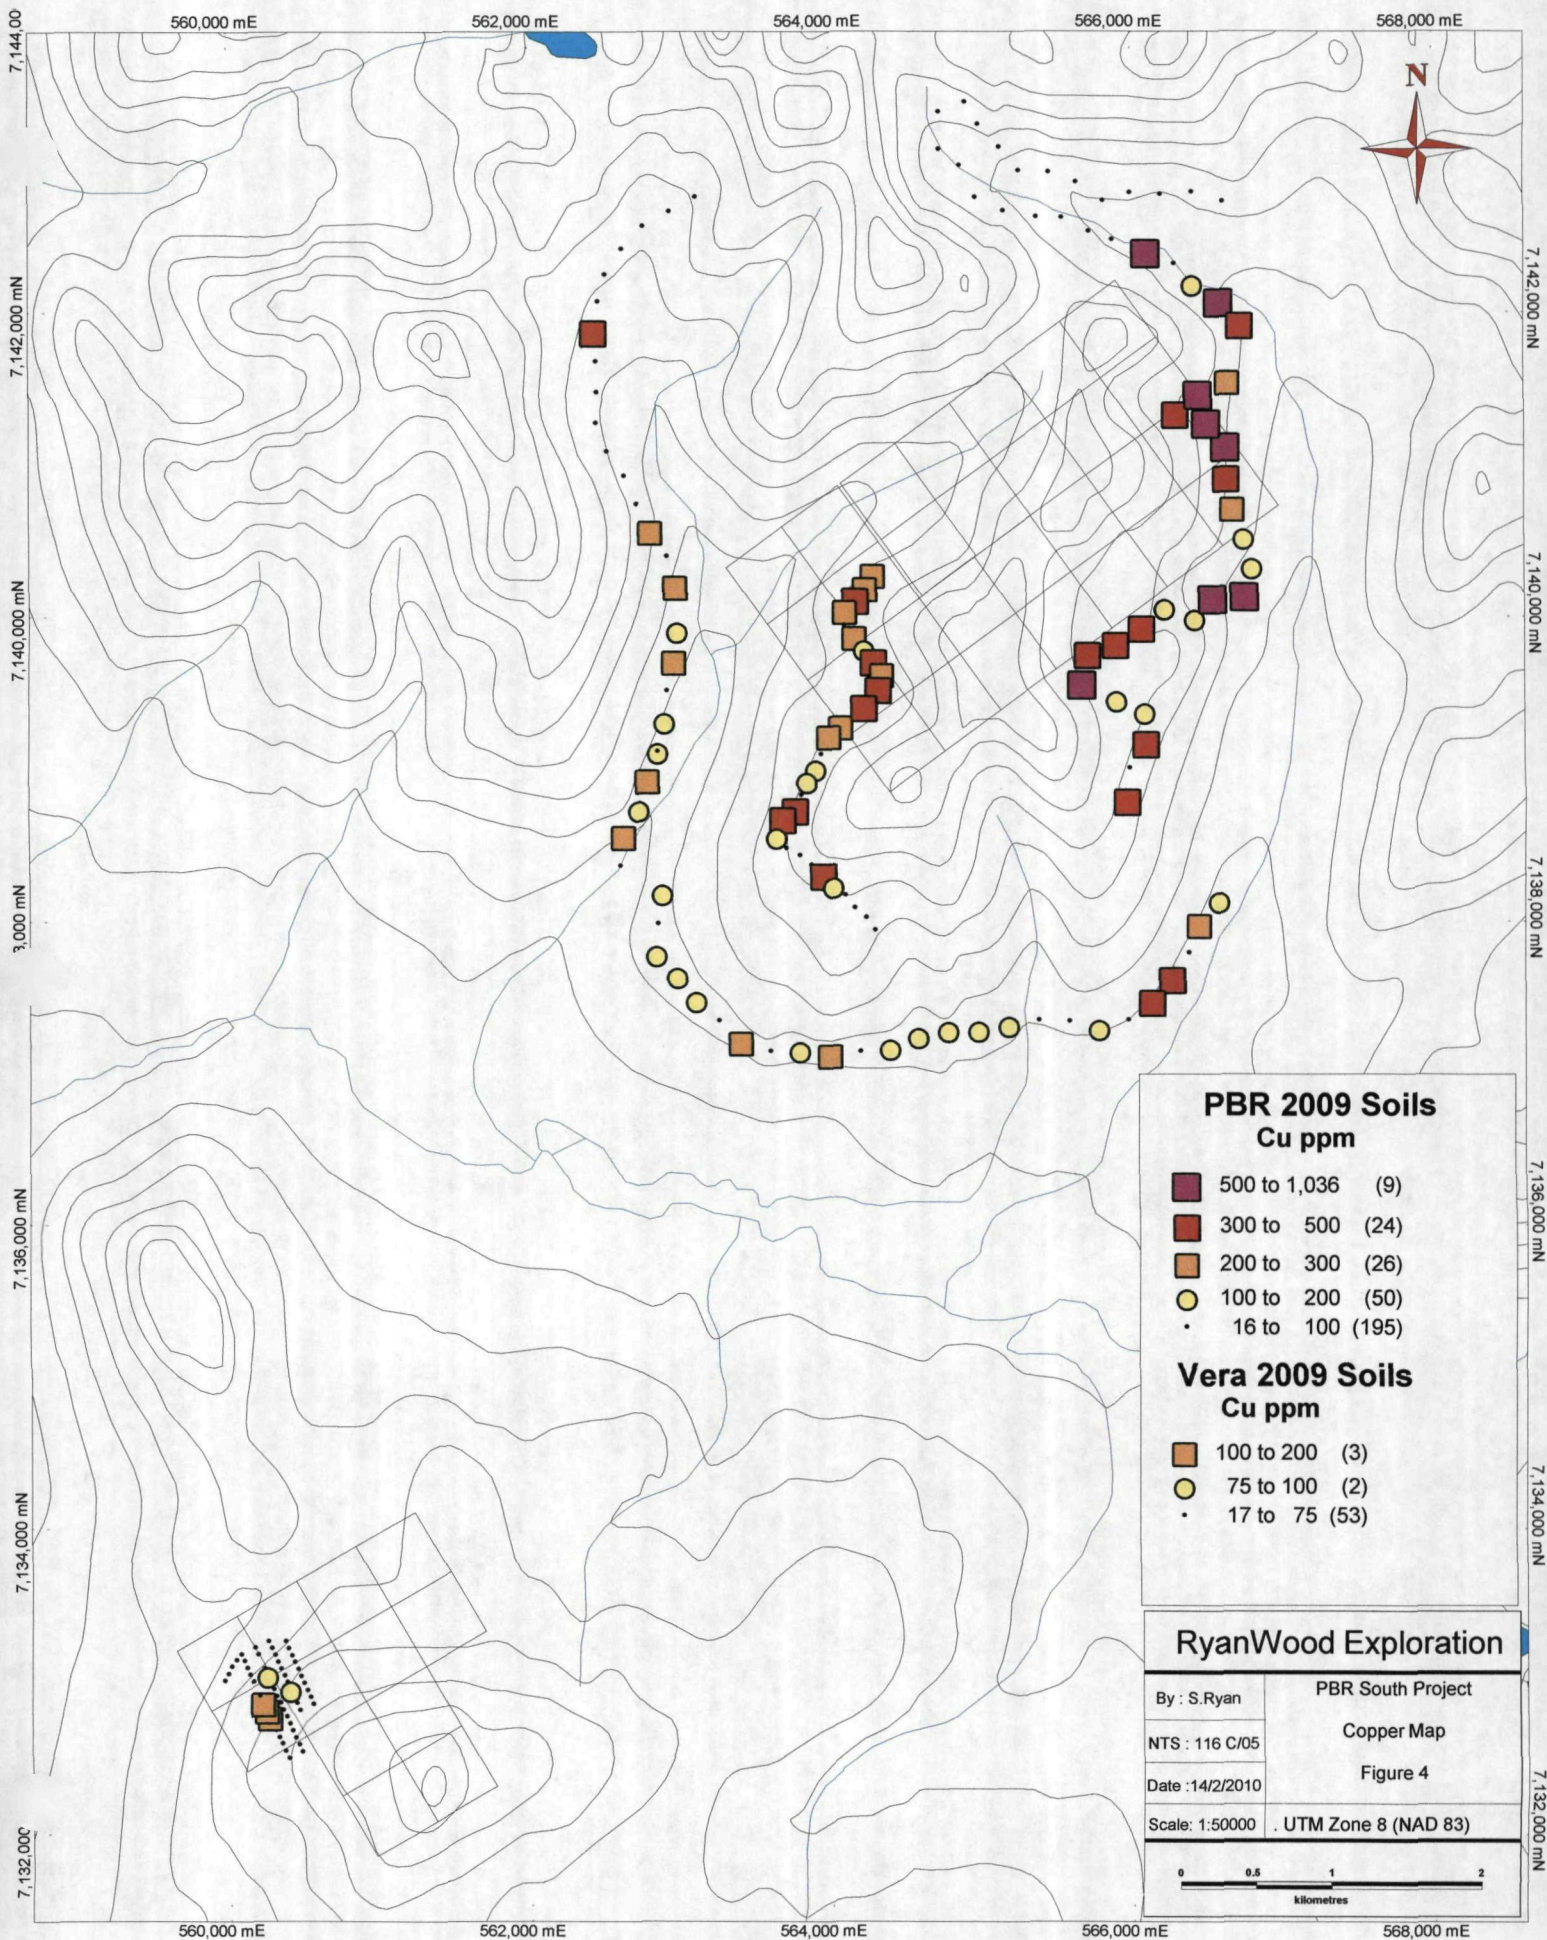 560,000 mE 562,000 mE 564,000 mE 566,000 mE 568,000 mE
7,144,00
N
7,142,000 mN
7,142,000 mN
7,140,000 mN
7,140,000 mN
7,138,000 mN
,000 mN
PBR 2009 Soils
Cu ppm
500 to 1,036 (9)
300 to 500 (24)
200 to 300 (26)
100 to 200 (50)
16 to 100 (195)
7,136,000 mN
7,136,000 mN
Vera 2009 Soils
Cu ppm
100 to 200 (3)
75 to 100 (2)
17 to 75 (53)
7,134,000 mN
7,134,000 mN
RyanWood Exploration
By : S.Ryan
NTS : 116 C/05
Date :14/2/2010
Scale: 1:50000
PBR South Project
Copper Map
Figure 4
. UTM Zone 8 (NAD 83)
0 0.5 1 2
kilometres
7,132,000 mN
7,132,000
560,000 mE 562,000 mE 564,000 mE 566,000 mE 568,000 mE